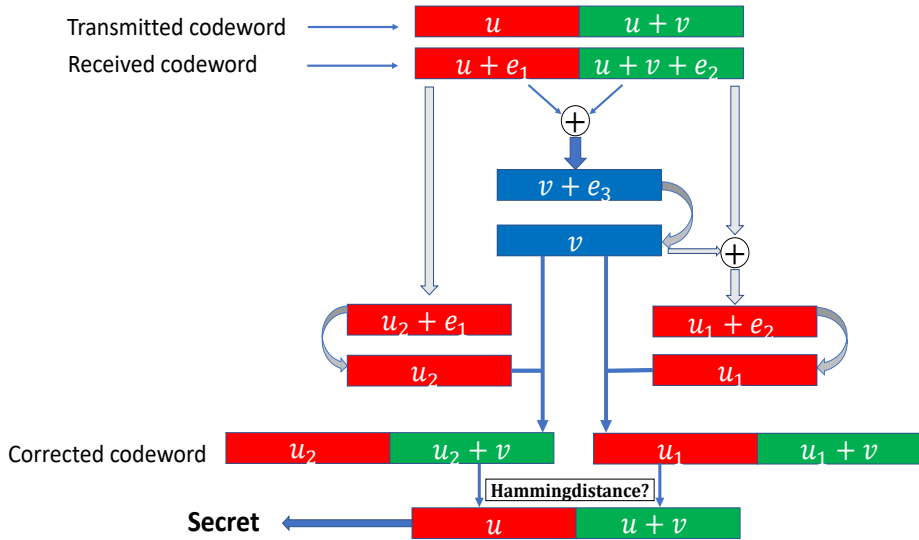 Transmitted codeword u u + v
Received codeword u + e₁ u + v + e₂
+
v + e₃
v
+
u₂ + e₁ u₁ + e₂
u₂ u₁
Corrected codeword u₂ u₂ + v u₁ u₁ + v
Hammingdistance?
Secret u u + v